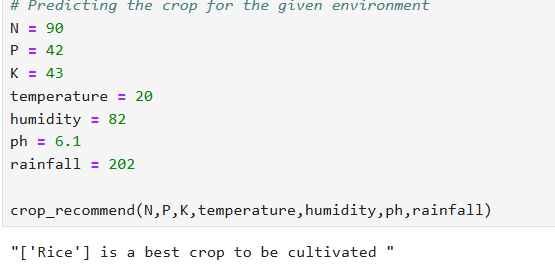 # Predicting the crop for the given environment
N = 90
P = 42
K = 43
temperature = 20
humidity = 82
ph = 6.1
rainfall = 202
crop_recommend(N,P,K,temperature,humidity,ph,rainfall)
"['Rice'] is a best crop to be cultivated "